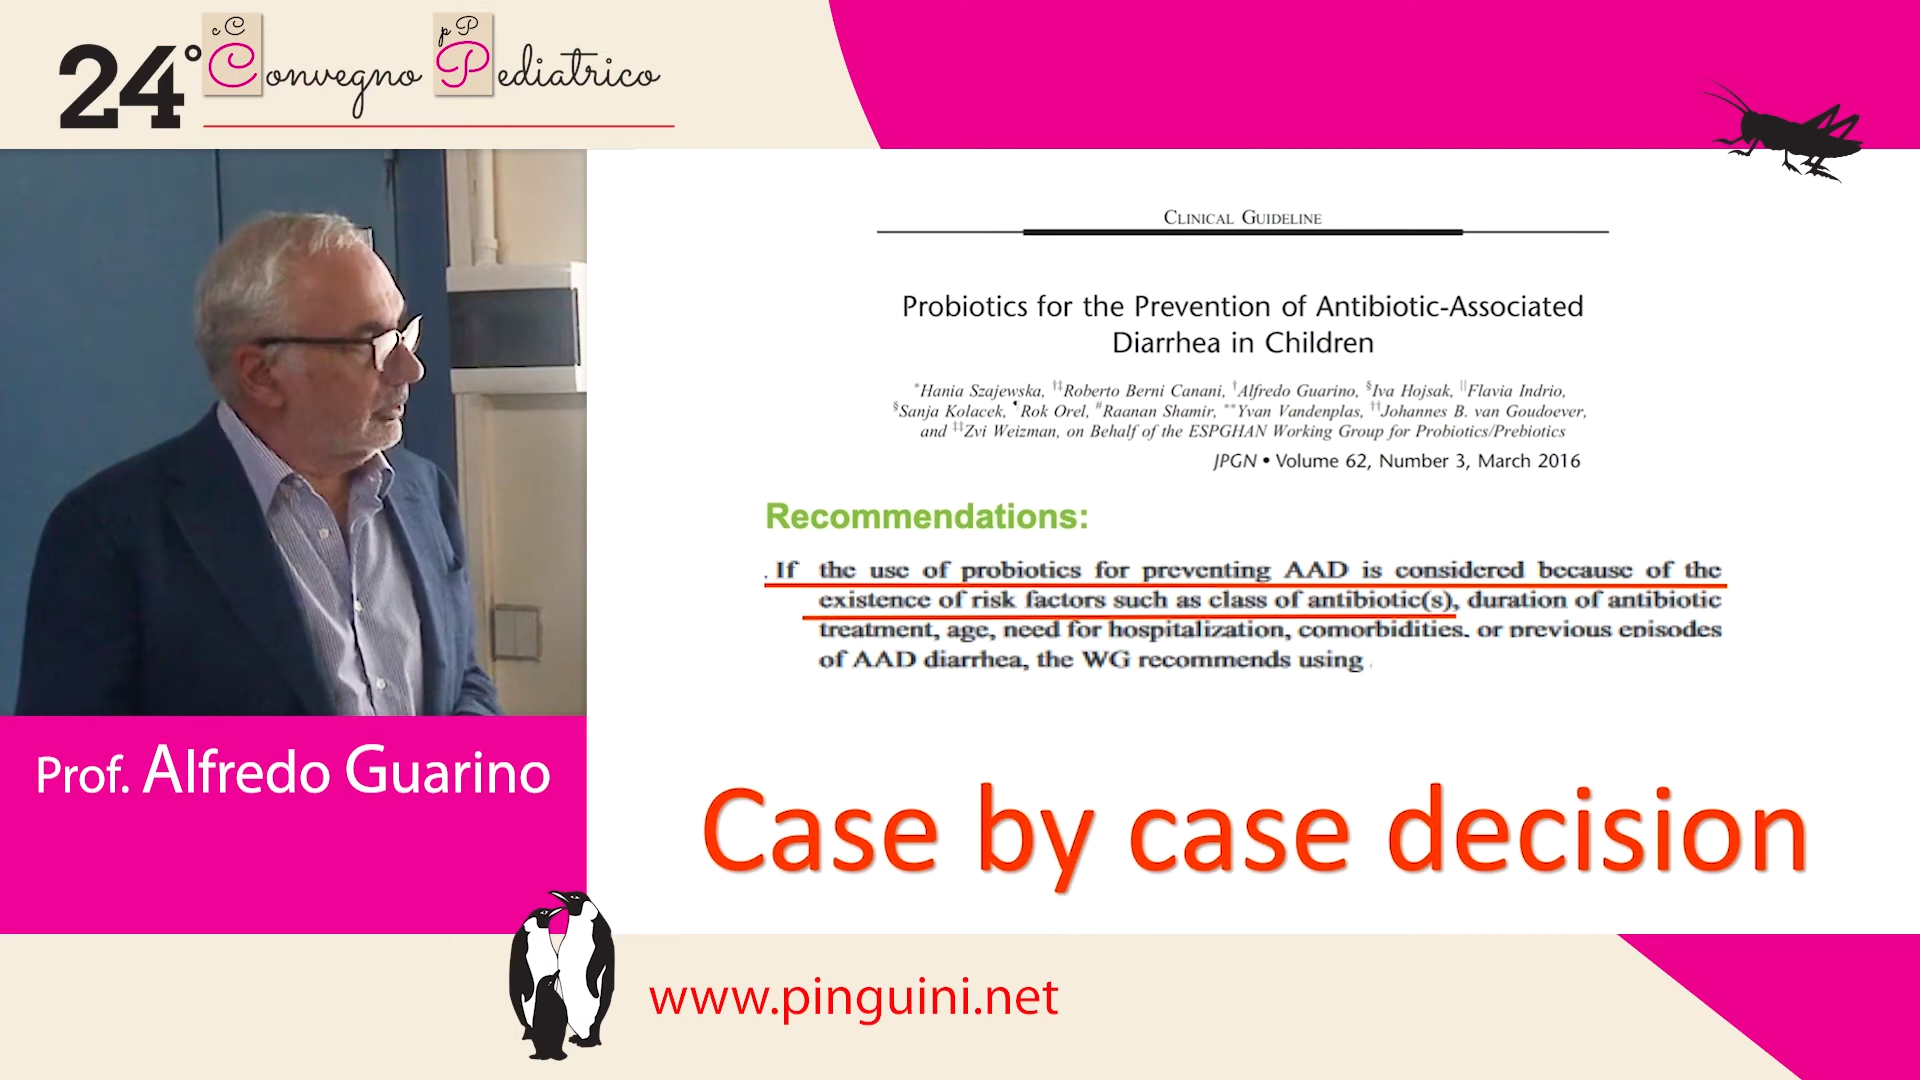 24° Convegno Pediatrico
c C
p P
CLINICAL GUIDELINE
Probiotics for the Prevention of Antibiotic-Associated
Diarrhea in Children
*Hania Szajewska, †‡Roberto Berni Canani, †Alfredo Guarino, §Iva Hojsak, ||Flavia Indrio,
§Sanja Kolacek, ¶Rok Orel, #Raanan Shamir, **Yvan Vandenplas, ††Johannes B. van Goudoever,
and ‡‡Zvi Weizman, on Behalf of the ESPGHAN Working Group for Probiotics/Prebiotics
JPGN • Volume 62, Number 3, March 2016
Recommendations:
. If the use of probiotics for preventing AAD is considered because of the
existence of risk factors such as class of antibiotic(s), duration of antibiotic
treatment, age, need for hospitalization, comorbidities, or previous episodes
of AAD diarrhea, the WG recommends using
Case by case decision
Prof. Alfredo Guarino
www.pinguini.net